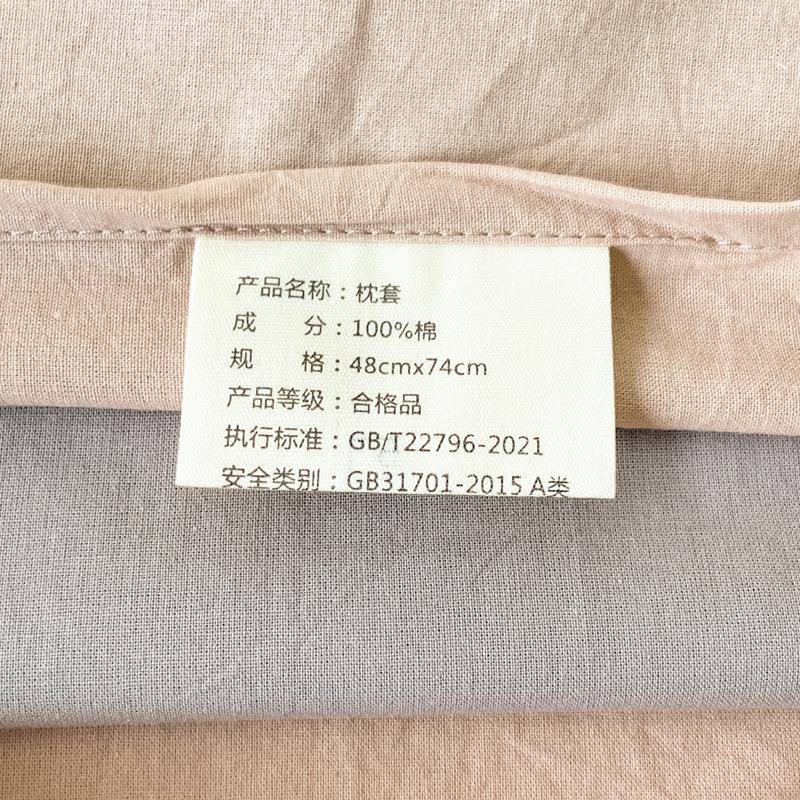 产品名称：枕套
成 分：100%棉
规 格：48cmx74cm
产品等级：合格品
执行标准：GB/T22796-2021
安全类别：GB31701-2015 A类